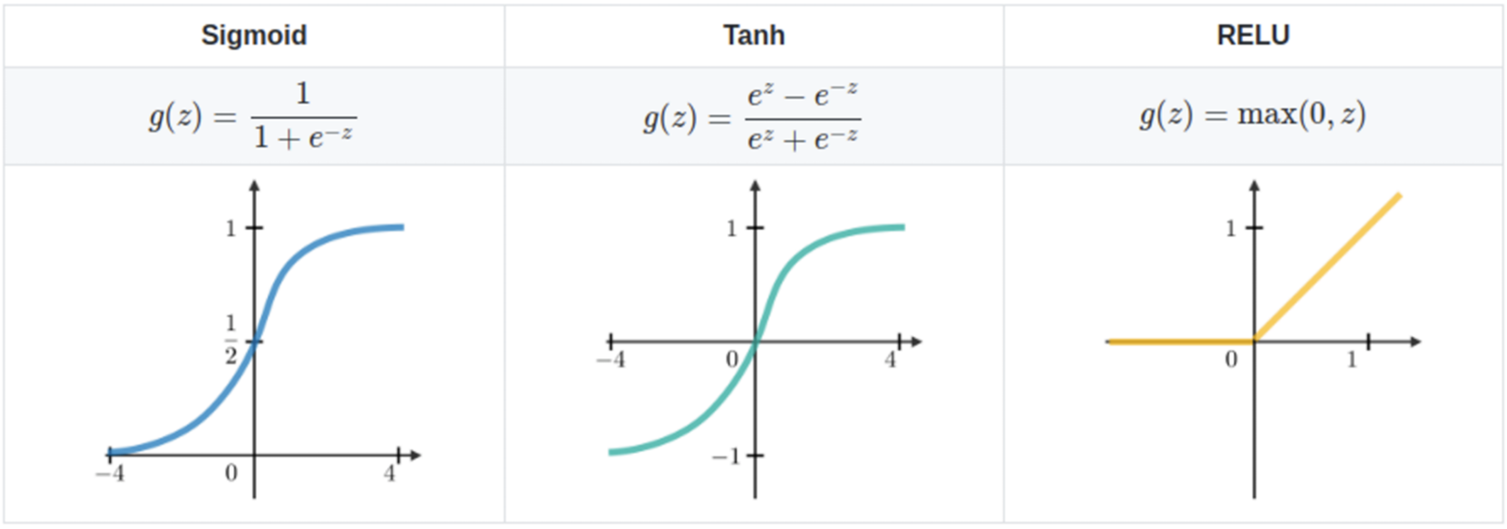 Sigmoid
Tanh
RELU
g(z) = 1 / (1 + e^{-z})
g(z) = (e^z − e^{-z}) / (e^z + e^{-z})
g(z) = max(0, z)
1
1/2
−4
0
4
1
−4
0
4
−1
1
0
1